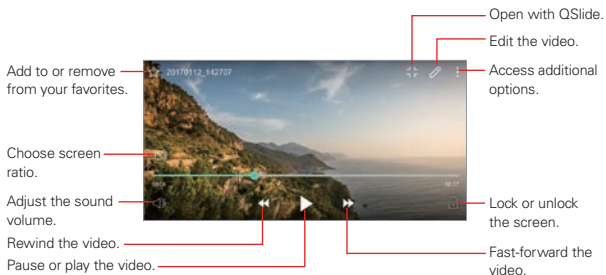 Open with QSlide.
Edit the video.
Add to or remove
from your favorites.
20170112_142707
Access additional
options.
Choose screen
ratio.
Adjust the sound
volume.
Lock or unlock
the screen.
Rewind the video.
Pause or play the video.
Fast-forward the
video.